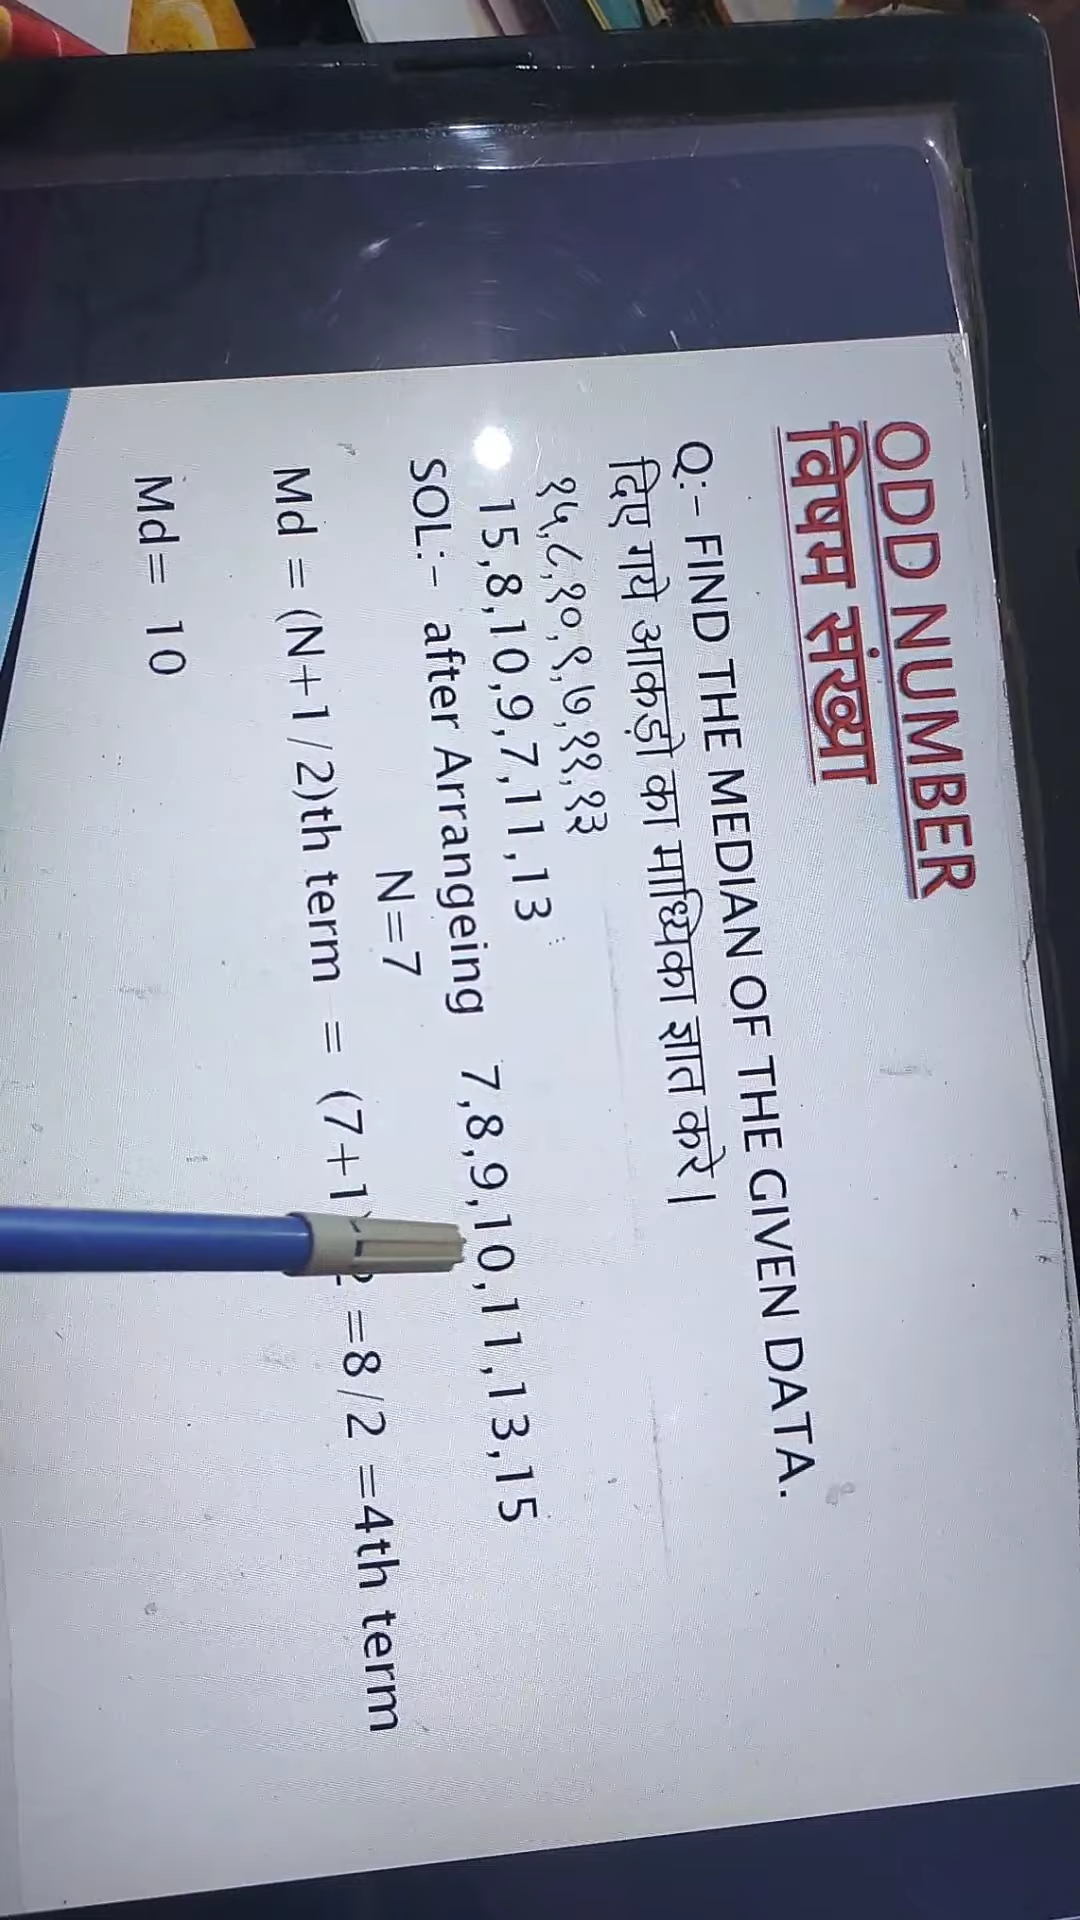 ODD NUMBER
विषम संख्या
Q:- FIND THE MEDIAN OF THE GIVEN DATA.
दिए गये आकड़ो का माध्यिका ज्ञात करे।
१५,८,१०,९,७,११,१३
15,8,10,9,7,11,13
SOL:- after Arrangeing 7,8,9,10,11,13,15
N=7
Md = (N+1/2)th term = (7+1 =8/2 =4th term
Md= 10